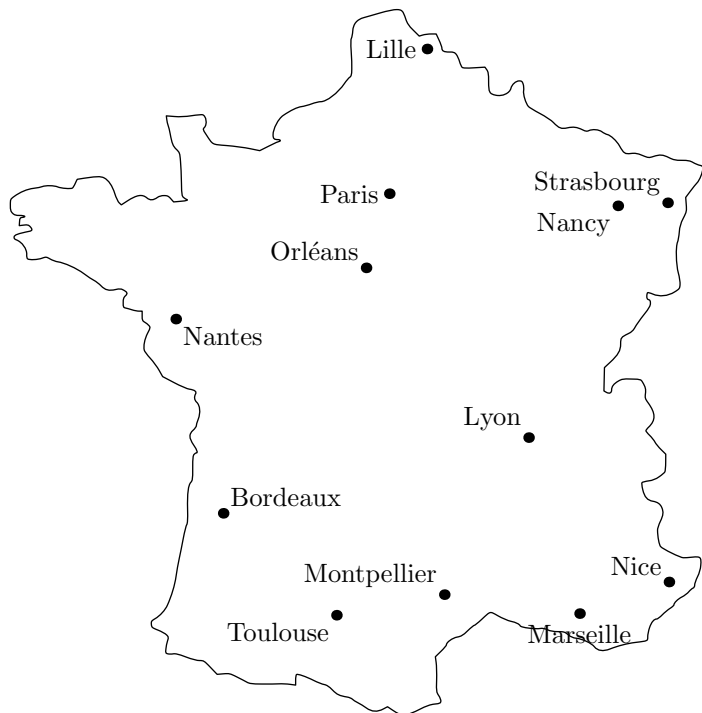 Lille
Strasbourg
Paris
Nancy
Orléans
Nantes
Lyon
Bordeaux
Nice
Montpellier
Toulouse
Marseille